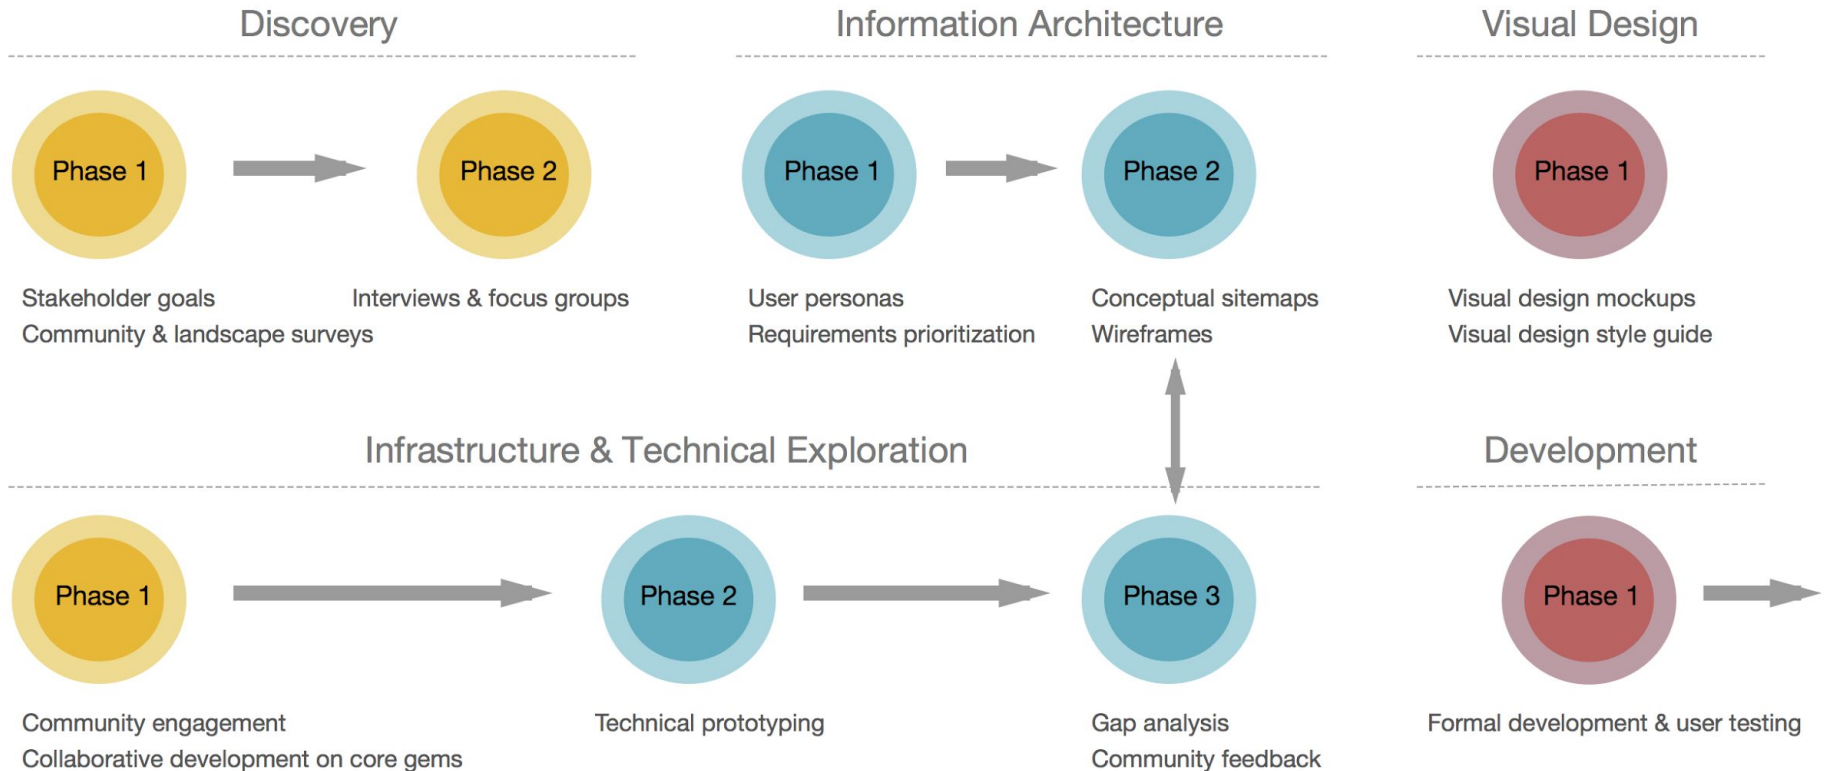 Discovery
Information Architecture
Visual Design
Phase 1
Phase 2
Phase 1
Phase 2
Phase 1
Stakeholder goals
Community & landscape surveys
Interviews & focus groups
User personas
Requirements prioritization
Conceptual sitemaps
Wireframes
Visual design mockups
Visual design style guide
Infrastructure & Technical Exploration
Development
Phase 1
Phase 2
Phase 3
Phase 1
Community engagement
Collaborative development on core gems
Technical prototyping
Gap analysis
Community feedback
Formal development & user testing